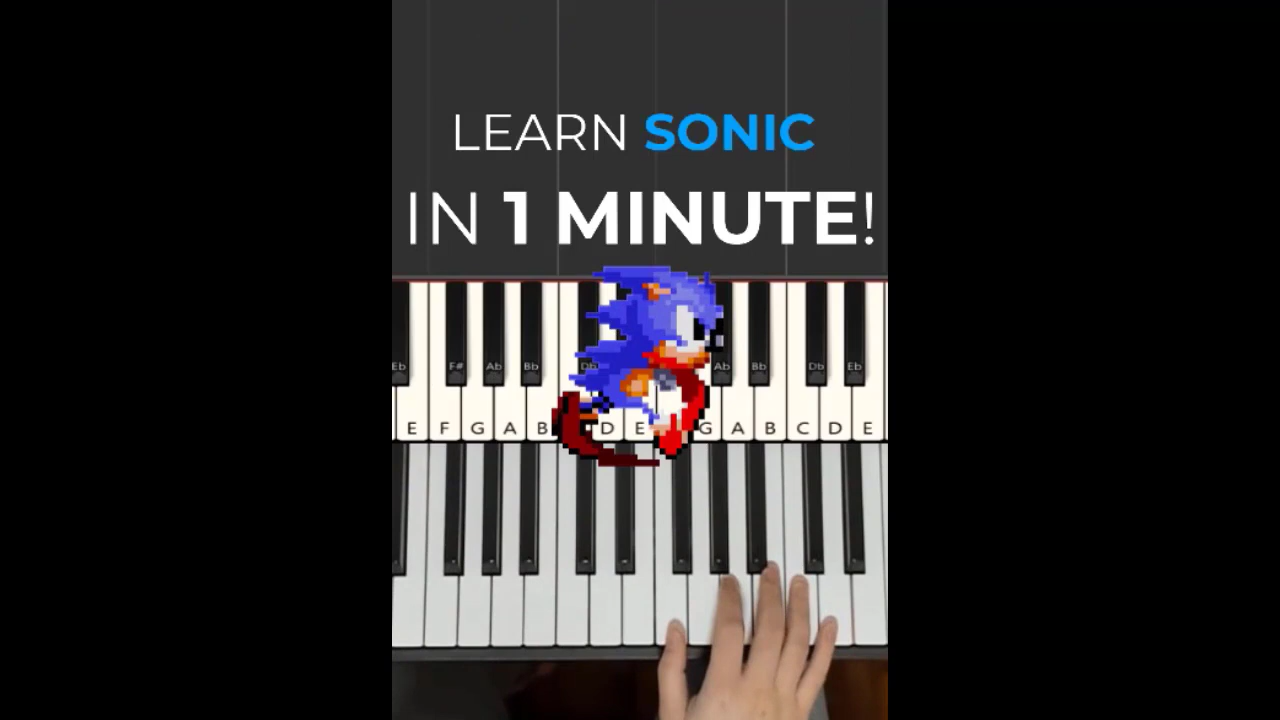 LEARN SONIC
IN 1 MINUTE!
Eb F# Ab Bb Db Ab Bb Db Eb
E F G A B D E G A B C D E